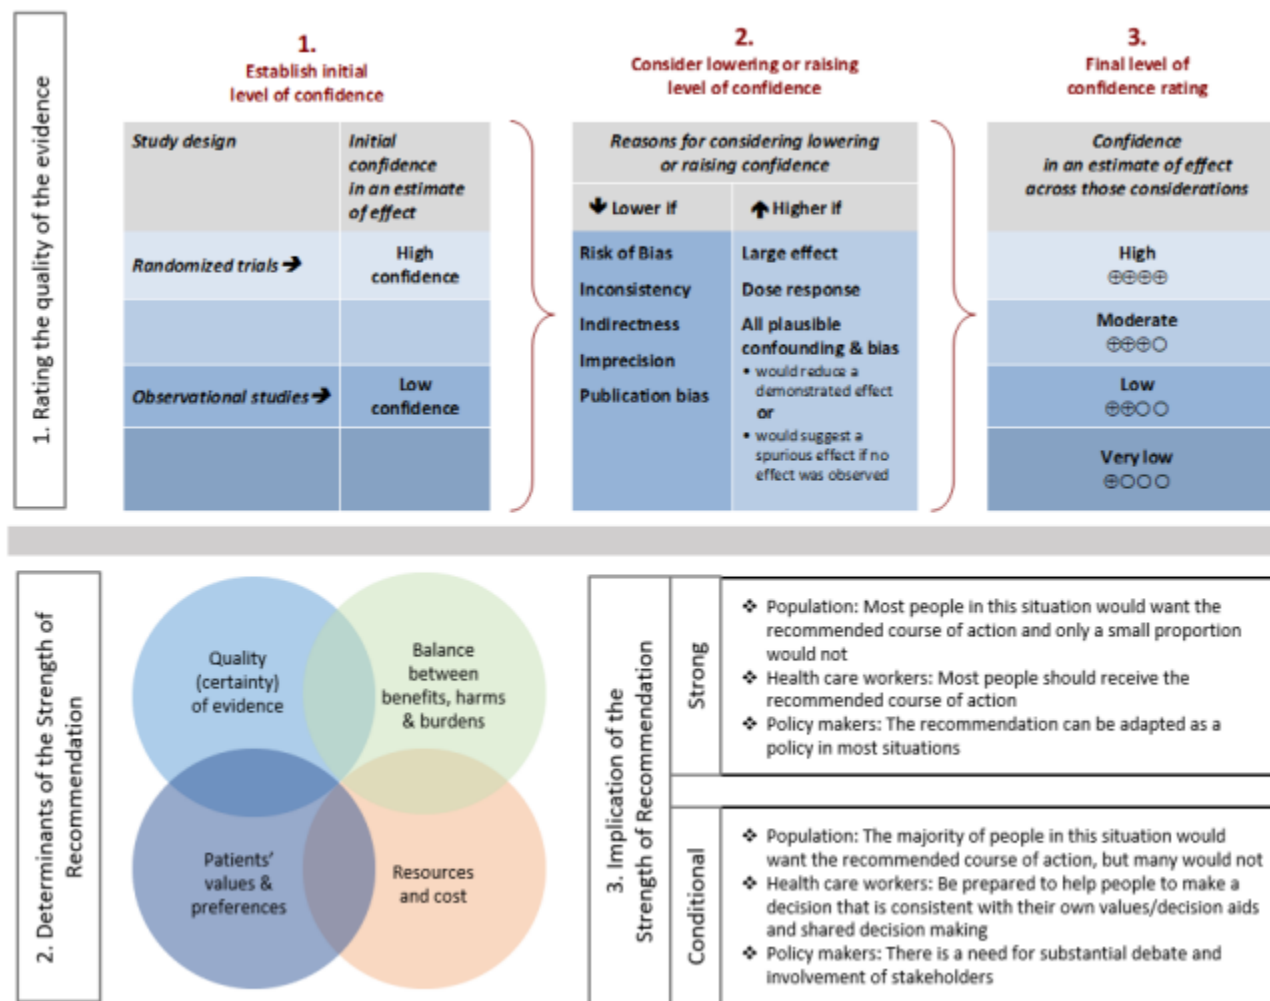 1. Rating the quality of the evidence
1.
Establish initial
level of confidence
Study design
Initial
confidence
in an estimate
of effect
Randomized trials ➔
High
confidence
Observational studies ➔
Low
confidence
2.
Consider lowering or raising
level of confidence
Reasons for considering lowering
or raising confidence
🡇 Lower if
🡅 Higher if
Risk of Bias
Inconsistency
Indirectness
Imprecision
Publication bias
Large effect
Dose response
All plausible
confounding & bias
• would reduce a
demonstrated effect
or
• would suggest a
spurious effect if no
effect was observed
3.
Final level of
confidence rating
Confidence
in an estimate of effect
across those considerations
High
⊕⊕⊕⊕
Moderate
⊕⊕⊕○
Low
⊕⊕○○
Very low
⊕○○○
2. Determinants of the Strength of
Recommendation
Quality
(certainty)
of evidence
Balance
between
benefits, harms
& burdens
Patients'
values &
preferences
Resources
and cost
3. Implication of the
Strength of Recommendation
Strong
❖ Population: Most people in this situation would want the
recommended course of action and only a small proportion
would not
❖ Health care workers: Most people should receive the
recommended course of action
❖ Policy makers: The recommendation can be adapted as a
policy in most situations
Conditional
❖ Population: The majority of people in this situation would
want the recommended course of action, but many would not
❖ Health care workers: Be prepared to help people to make a
decision that is consistent with their own values/decision aids
and shared decision making
❖ Policy makers: There is a need for substantial debate and
involvement of stakeholders